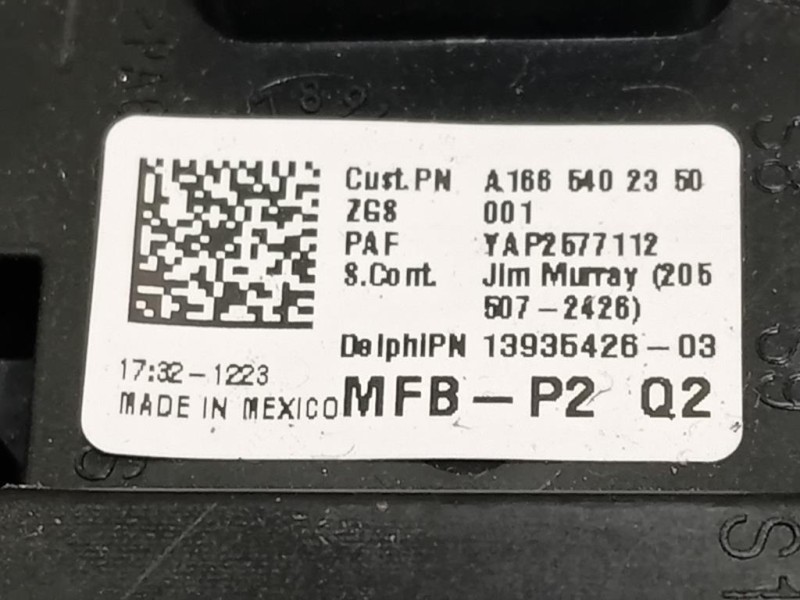 Cust.PN A.166 540 23 50
ZG8 001
PAF YAP2577112
S.Cont. Jim Murray (205
507-2426)
DelphiPN 13935426-03
17:32-1223
MADE IN MEXICO MFB-P2 Q2